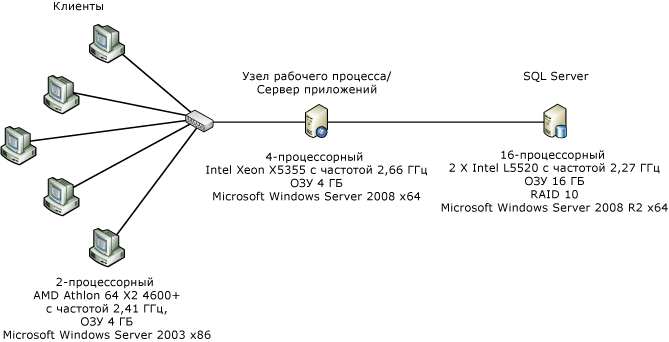 Клиенты
Узел рабочего процесса/
Сервер приложений
SQL Server
4-процессорный
Intel Xeon X5355 с частотой 2,66 ГГц
ОЗУ 4 ГБ
Microsoft Windows Server 2008 x64
16-процессорный
2 X Intel L5520 с частотой 2,27 ГГц
ОЗУ 16 ГБ
RAID 10
Microsoft Windows Server 2008 R2 x64
2-процессорный
AMD Athlon 64 X2 4600+
с частотой 2,41 ГГц,
ОЗУ 4 ГБ
Microsoft Windows Server 2003 x86